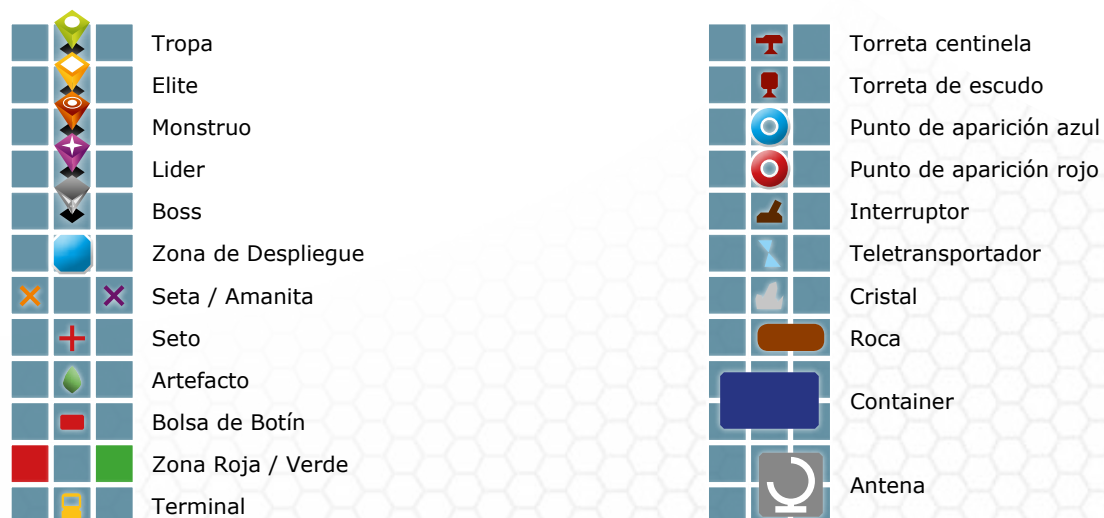 Tropa
Elite
Monstruo
Lider
Boss
Zona de Despliegue
Seta / Amanita
Seto
Artefacto
Bolsa de Botín
Zona Roja / Verde
Terminal
Torreta centinela
Torreta de escudo
Punto de aparición azul
Punto de aparición rojo
Interruptor
Teletransportador
Cristal
Roca
Container
Antena